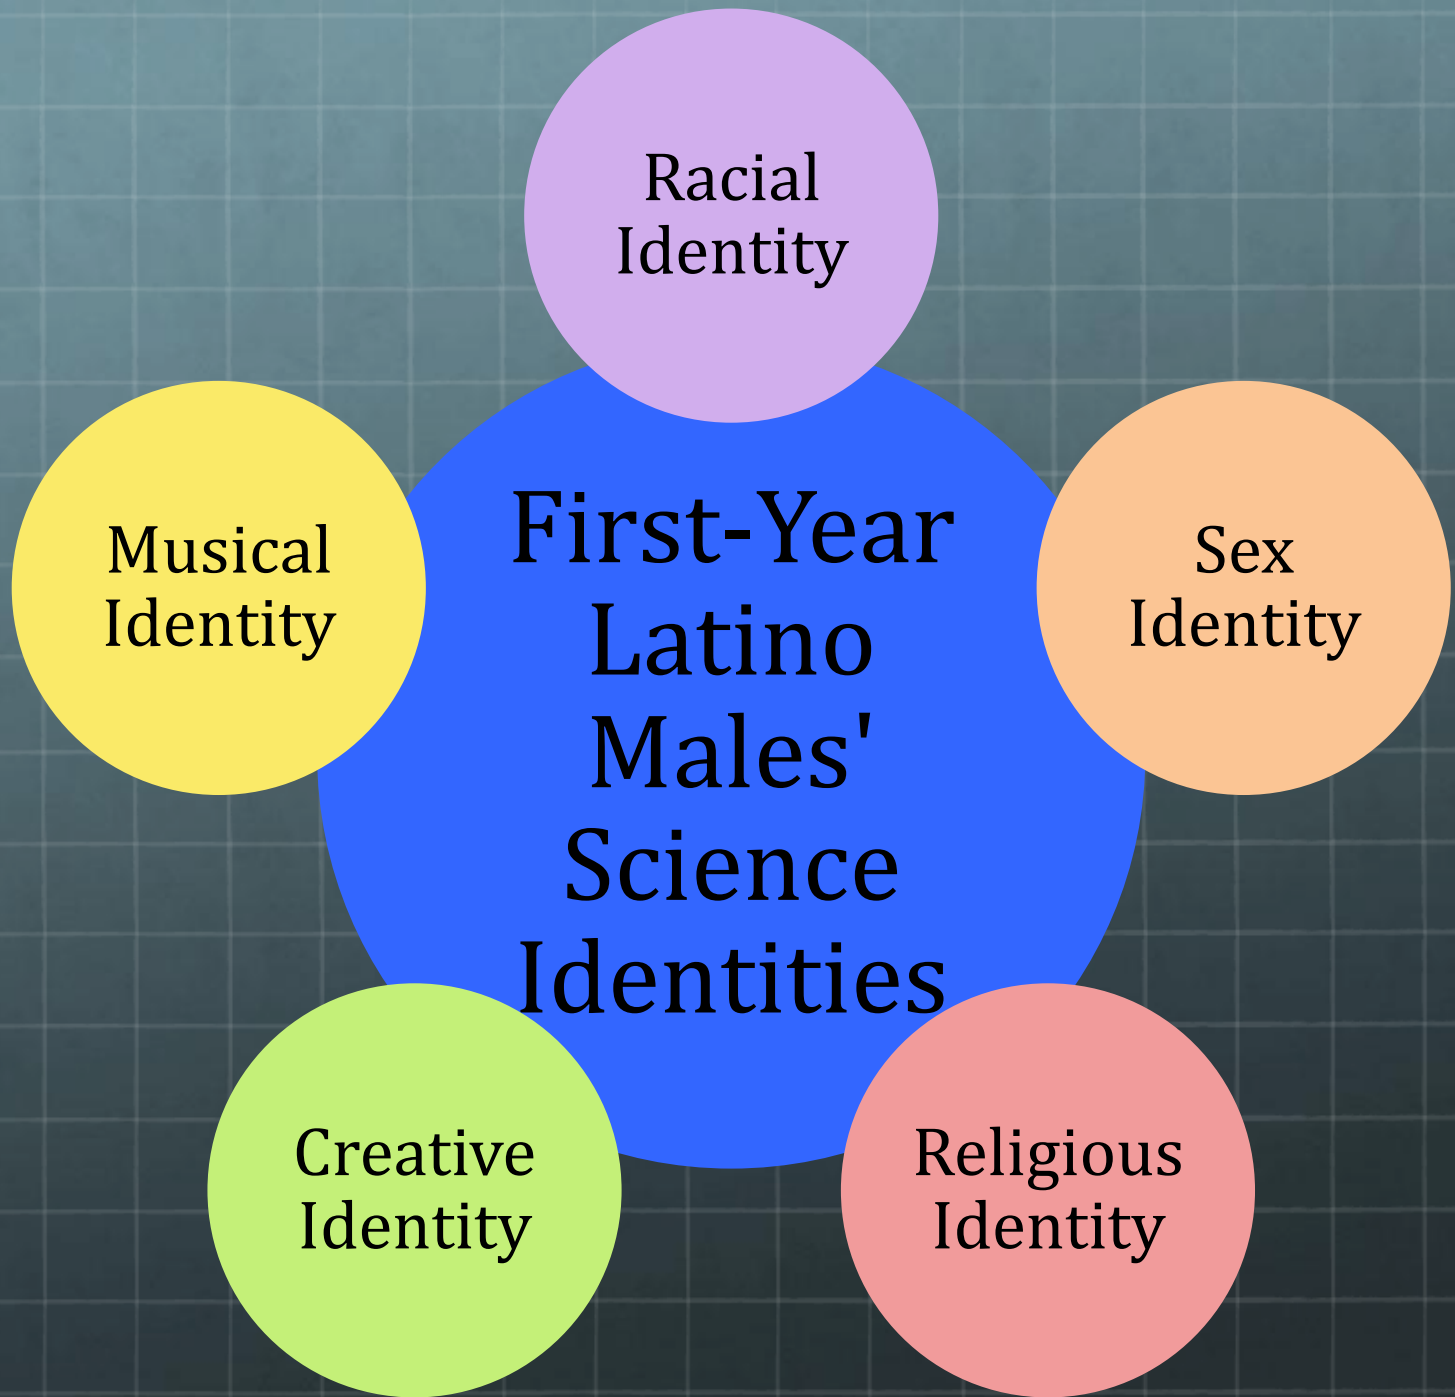 Racial
Identity
Musical
Identity
First-Year
Latino
Males'
Science
Identities
Sex
Identity
Creative
Identity
Religious
Identity